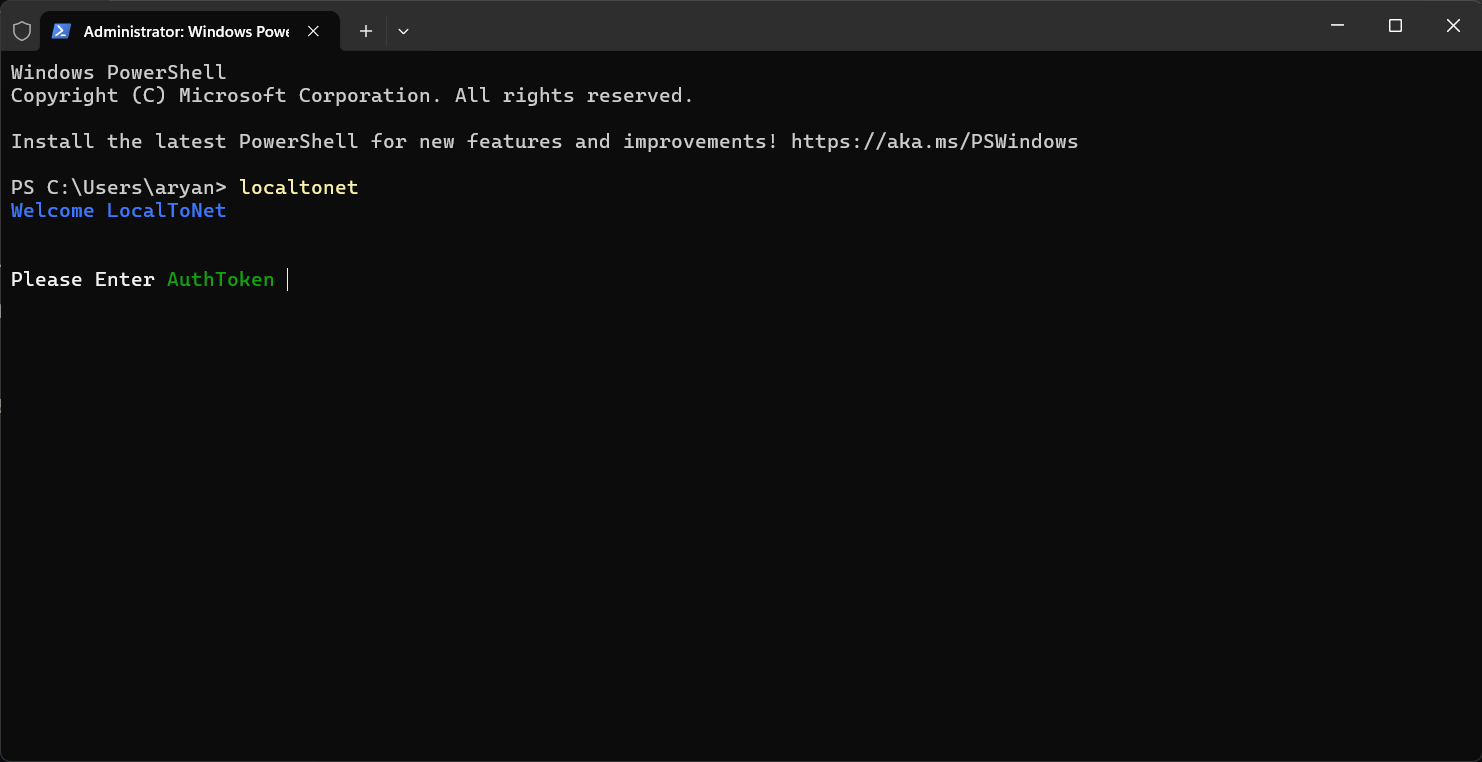 Administrator: Windows Powe
Windows PowerShell
Copyright (C) Microsoft Corporation. All rights reserved.
Install the latest PowerShell for new features and improvements! https://aka.ms/PSWindows
PS C:\Users\aryan> localtonet
Welcome LocalToNet
Please Enter AuthToken